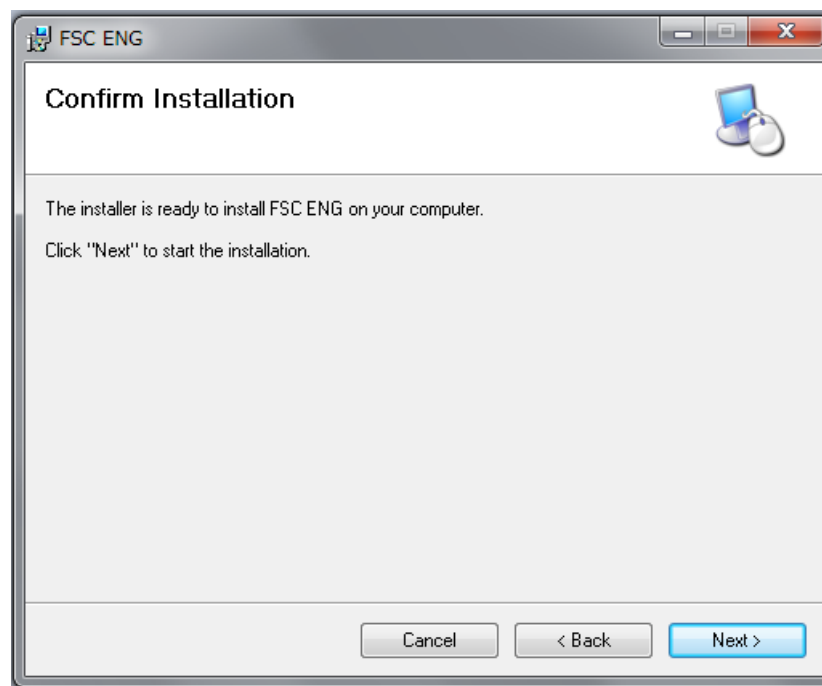 FSC ENG
Confirm Installation
The installer is ready to install FSC ENG on your computer.
Click "Next" to start the installation.
Cancel
< Back
Next >